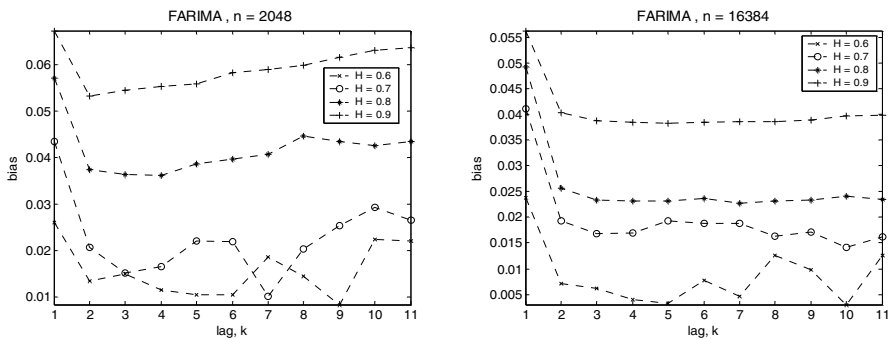 FARIMA , n = 2048
bias
0.06
0.05
0.04
0.03
0.02
0.01
H = 0.6
H = 0.7
H = 0.8
H = 0.9
1 2 3 4 5 6 7 8 9 10 11
lag, k
FARIMA , n = 16384
bias
0.055
0.05
0.045
0.04
0.035
0.03
0.025
0.02
0.015
0.01
0.005
H = 0.6
H = 0.7
H = 0.8
H = 0.9
1 2 3 4 5 6 7 8 9 10 11
lag, k